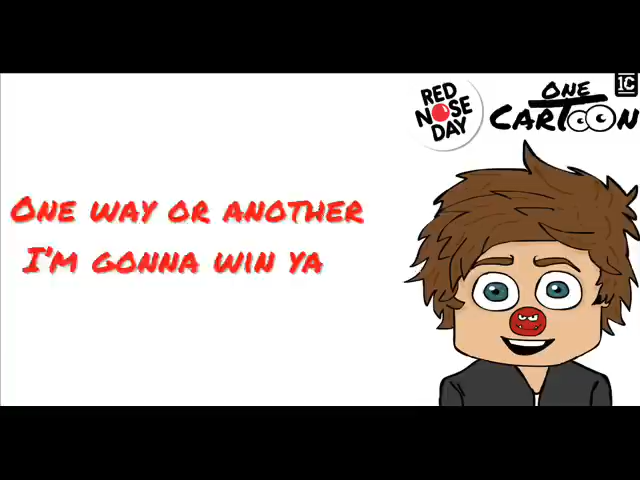 RED
NOSE
DAY
1C
ONE
CARTOON
ONE WAY OR ANOTHER
I'M GONNA WIN YA